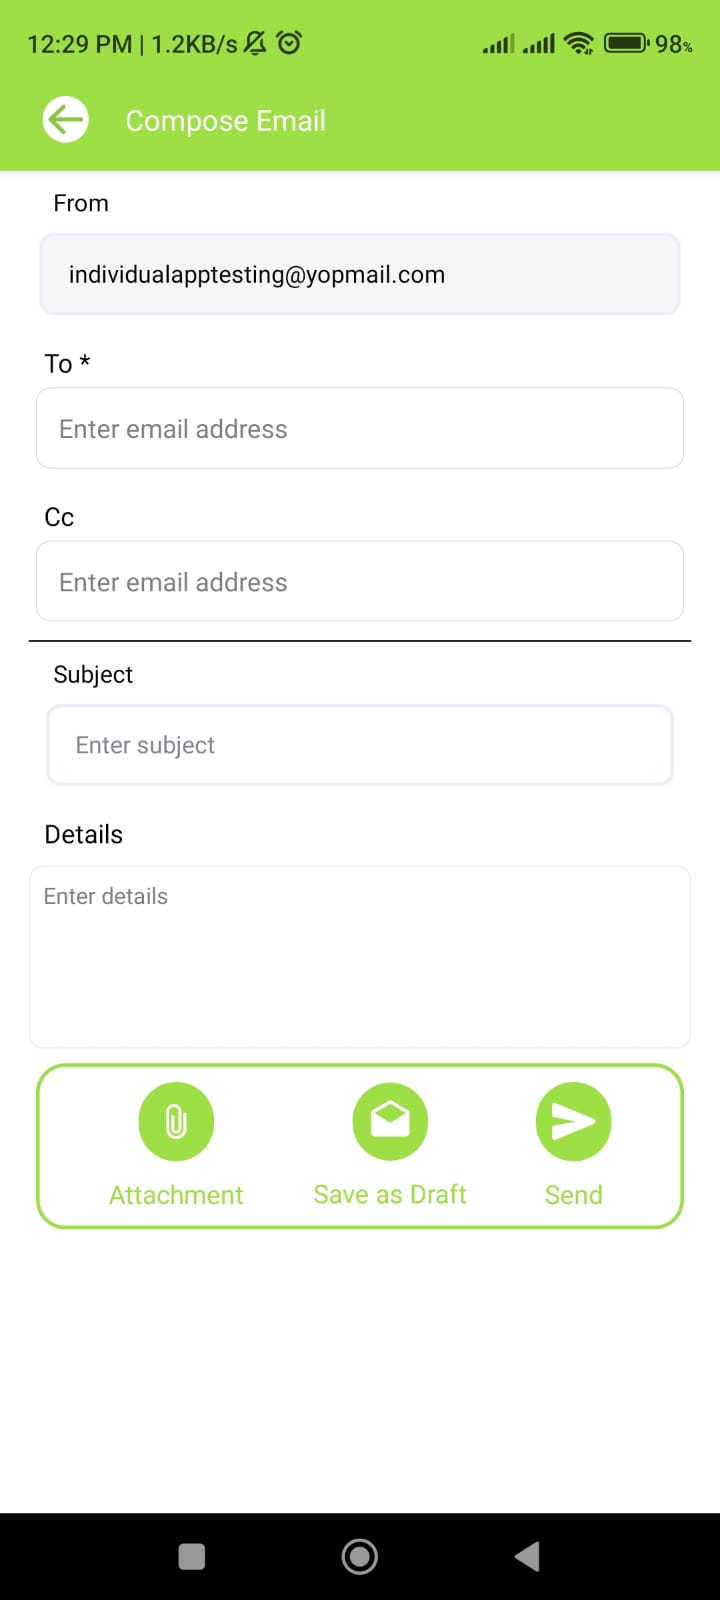 12:29 PM | 1.2KB/s 98%
Compose Email
From
individualapptesting@yopmail.com
To *
Enter email address
Cc
Enter email address
Subject
Enter subject
Details
Enter details
Attachment Save as Draft Send